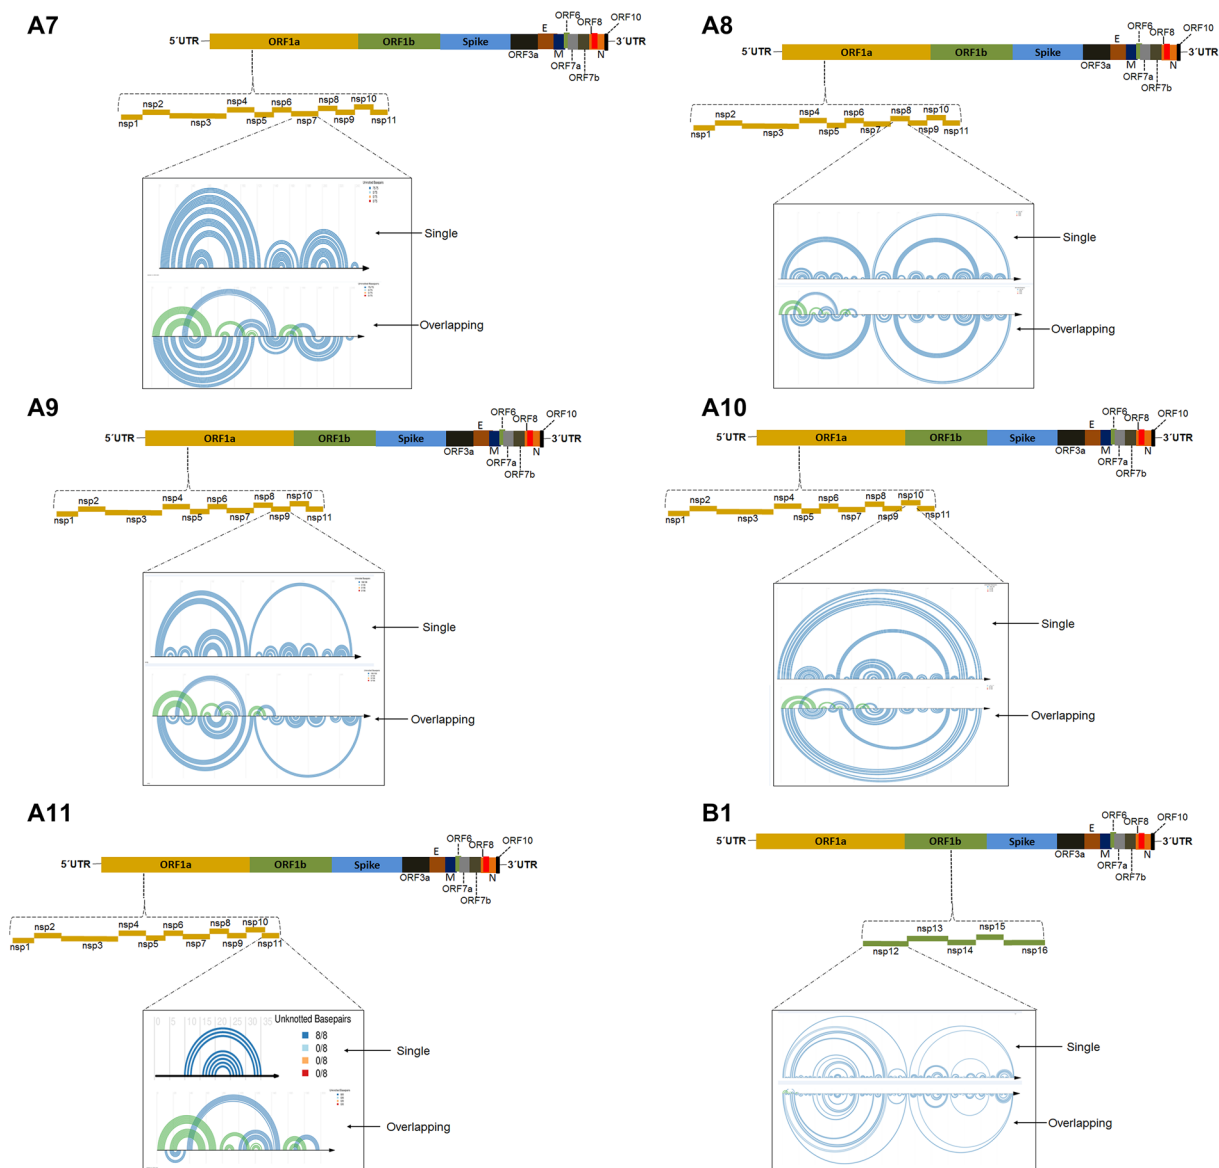 A7
5´UTR ORF1a ORF1b Spike ORF3a E M ORF6 ORF7a ORF7b ORF8 N ORF10 3´UTR
nsp1 nsp2 nsp3 nsp4 nsp5 nsp6 nsp7 nsp8 nsp9 nsp10 nsp11
Single
Overlapping
A8
5´UTR ORF1a ORF1b Spike ORF3a E M ORF6 ORF7a ORF7b ORF8 N ORF10 3´UTR
nsp1 nsp2 nsp3 nsp4 nsp5 nsp6 nsp7 nsp8 nsp9 nsp10 nsp11
Single
Overlapping
A9
5´UTR ORF1a ORF1b Spike ORF3a E M ORF6 ORF7a ORF7b ORF8 N ORF10 3´UTR
nsp1 nsp2 nsp3 nsp4 nsp5 nsp6 nsp7 nsp8 nsp9 nsp10 nsp11
Single
Overlapping
A10
5´UTR ORF1a ORF1b Spike ORF3a E M ORF6 ORF7a ORF7b ORF8 N ORF10 3´UTR
nsp1 nsp2 nsp3 nsp4 nsp5 nsp6 nsp7 nsp8 nsp9 nsp10 nsp11
Single
Overlapping
A11
5´UTR ORF1a ORF1b Spike ORF3a E M ORF6 ORF7a ORF7b ORF8 N ORF10 3´UTR
nsp1 nsp2 nsp3 nsp4 nsp5 nsp6 nsp7 nsp8 nsp9 nsp10 nsp11
0 5 10 15 20 25 30 35
Unknotted Basepairs
8/8
0/8
0/8
0/8
Single
Overlapping
B1
5´UTR ORF1a ORF1b Spike ORF3a E M ORF6 ORF7a ORF7b ORF8 N ORF10 3´UTR
nsp12 nsp13 nsp14 nsp15 nsp16
Single
Overlapping